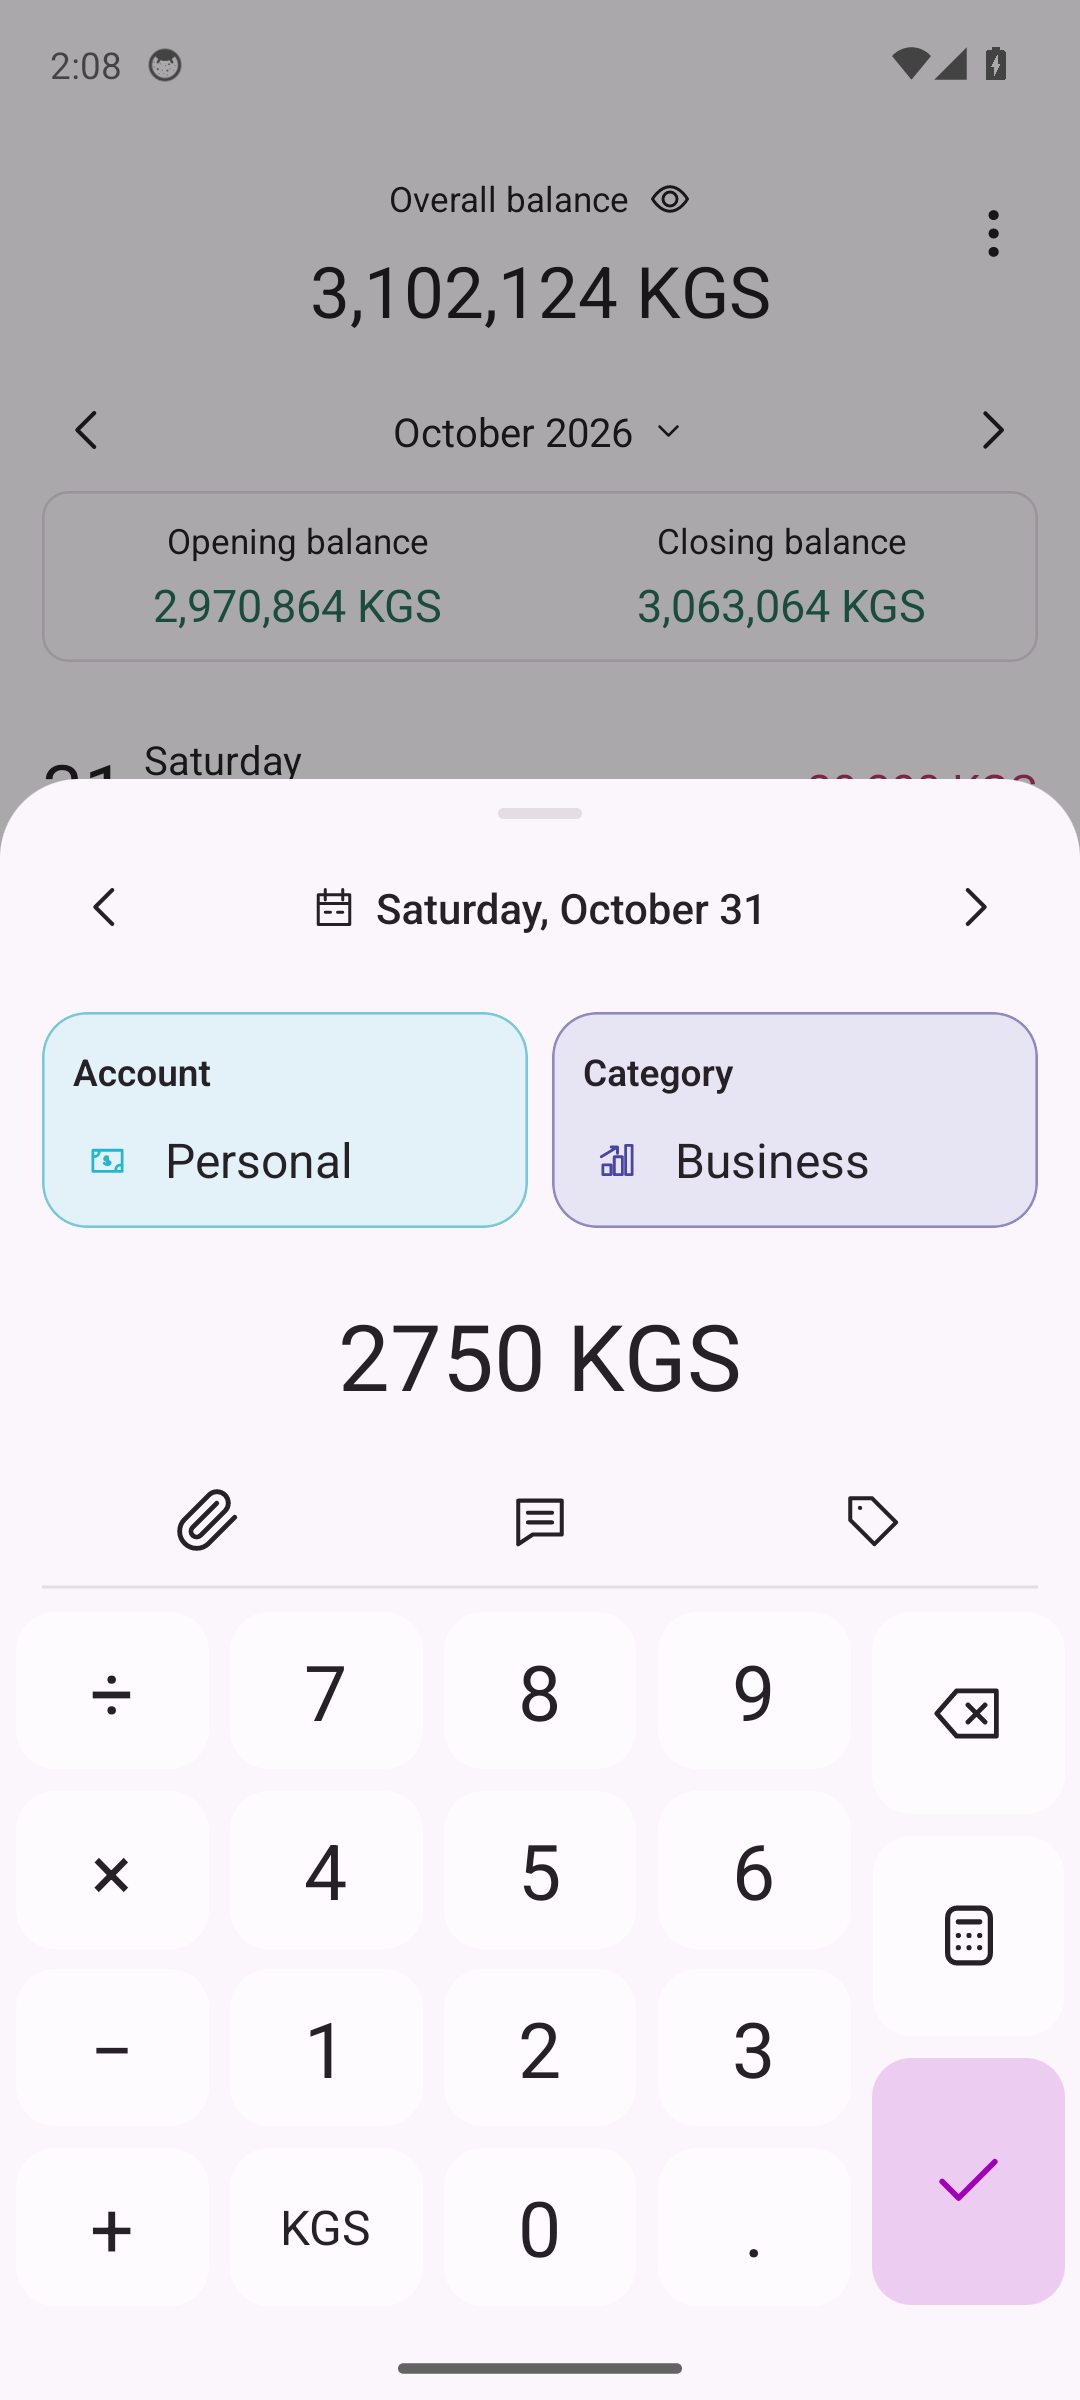 2:08
Overall balance
3,102,124 KGS
October 2026
Opening balance
Closing balance
2,970,864 KGS
3,063,064 KGS
Saturday
Saturday, October 31
Account
Category
Personal
Business
2750 KGS
÷ 7 8 9
× 4 5 6
− 1 2 3
+ KGS 0 .